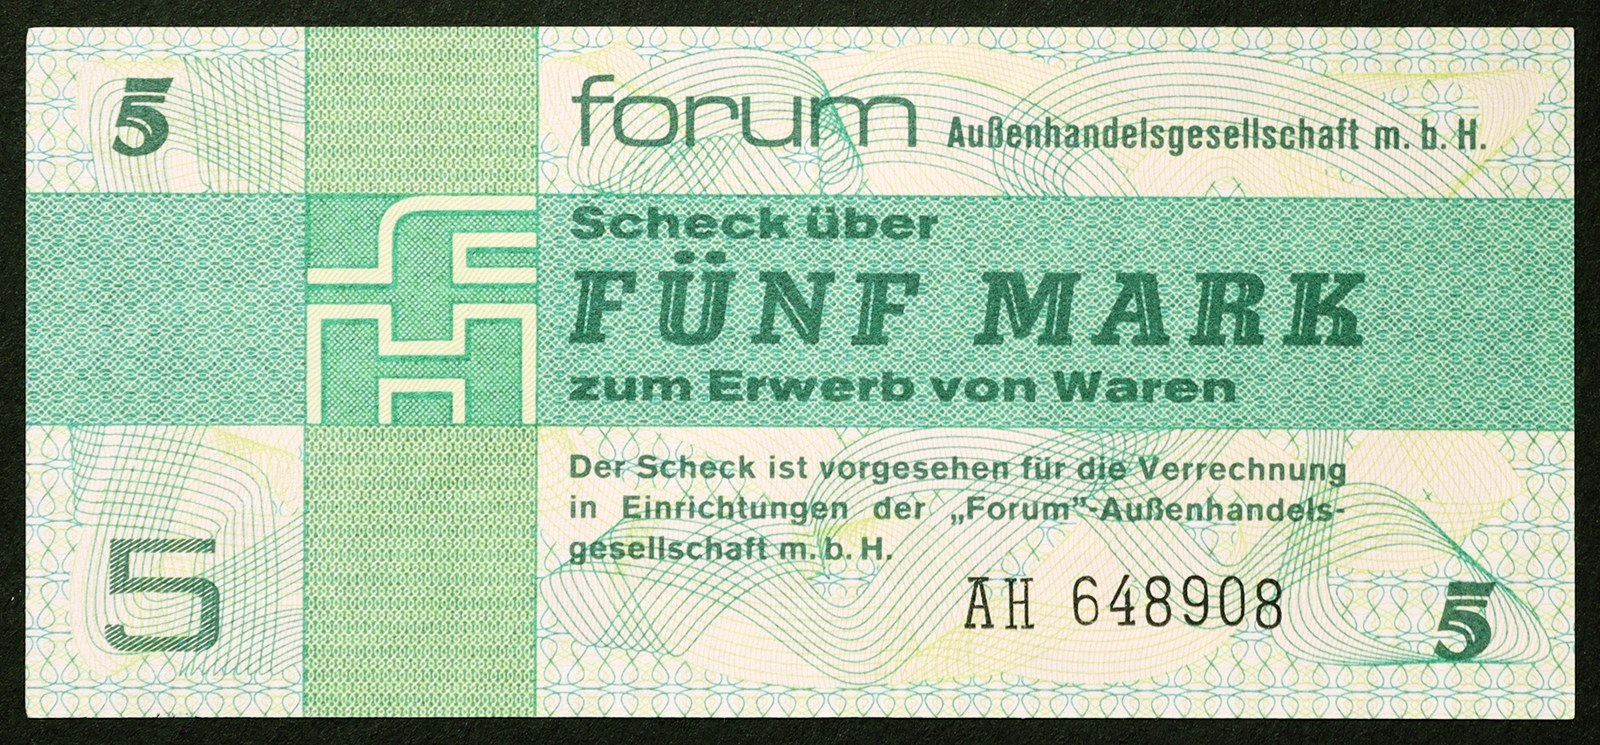 5
forum Außenhandelsgesellschaft m. b. H.
Scheck über
FÜNF MARK
zum Erwerb von Waren
Der Scheck ist vorgesehen für die Verrechnung
in Einrichtungen der „Forum"-Außenhandels-
gesellschaft m. b. H.
5
AH 648908
5